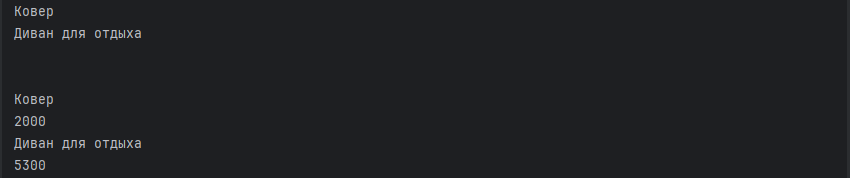 Ковер
Диван для отдыха
Ковер
2000
Диван для отдыха
5300